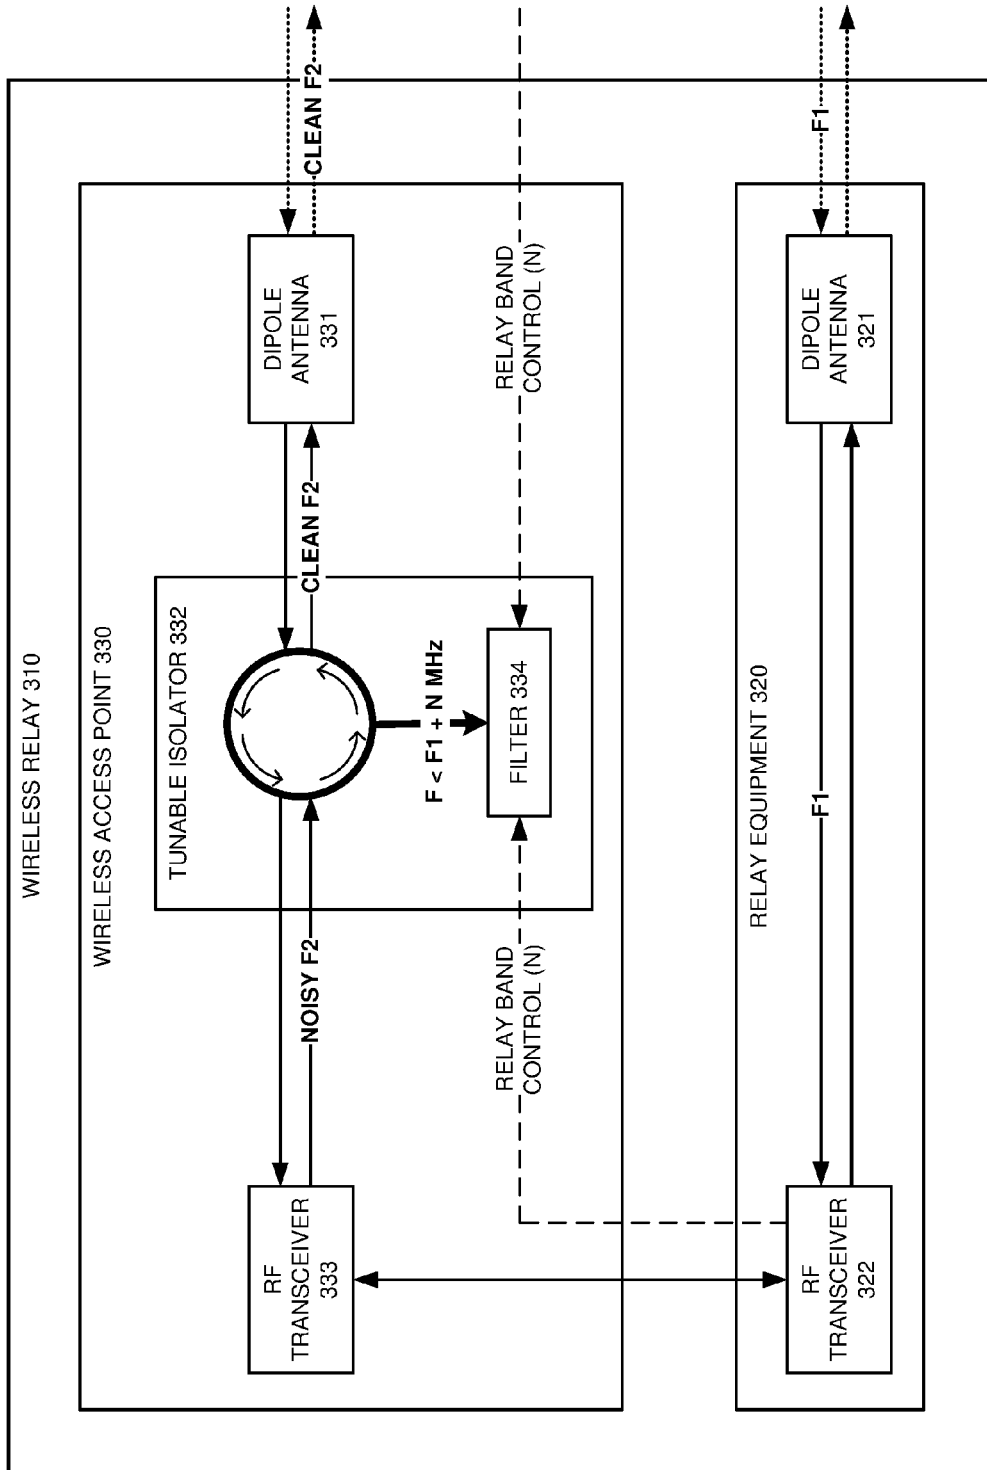 WIRELESS RELAY 310
WIRELESS ACCESS POINT 330
RF
TRANSCEIVER
333
NOISY F2
TUNABLE ISOLATOR 332
CLEAN F2
DIPOLE
ANTENNA
331
CLEAN F2
F < F1 + N MHz
FILTER 334
RELAY BAND
CONTROL (N)
RELAY BAND
CONTROL (N)
RELAY EQUIPMENT 320
RF
TRANSCEIVER
322
F1
DIPOLE
ANTENNA
321
F1